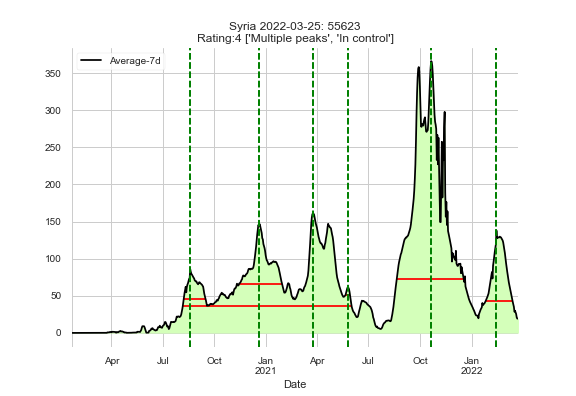 Syria 2022-03-25: 55623
Rating:4 ['Multiple peaks', 'In control']
Average-7d
350
300
250
200
150
100
50
0
Apr Jul Oct Jan Apr Jul Oct Jan
2021 2022
Date